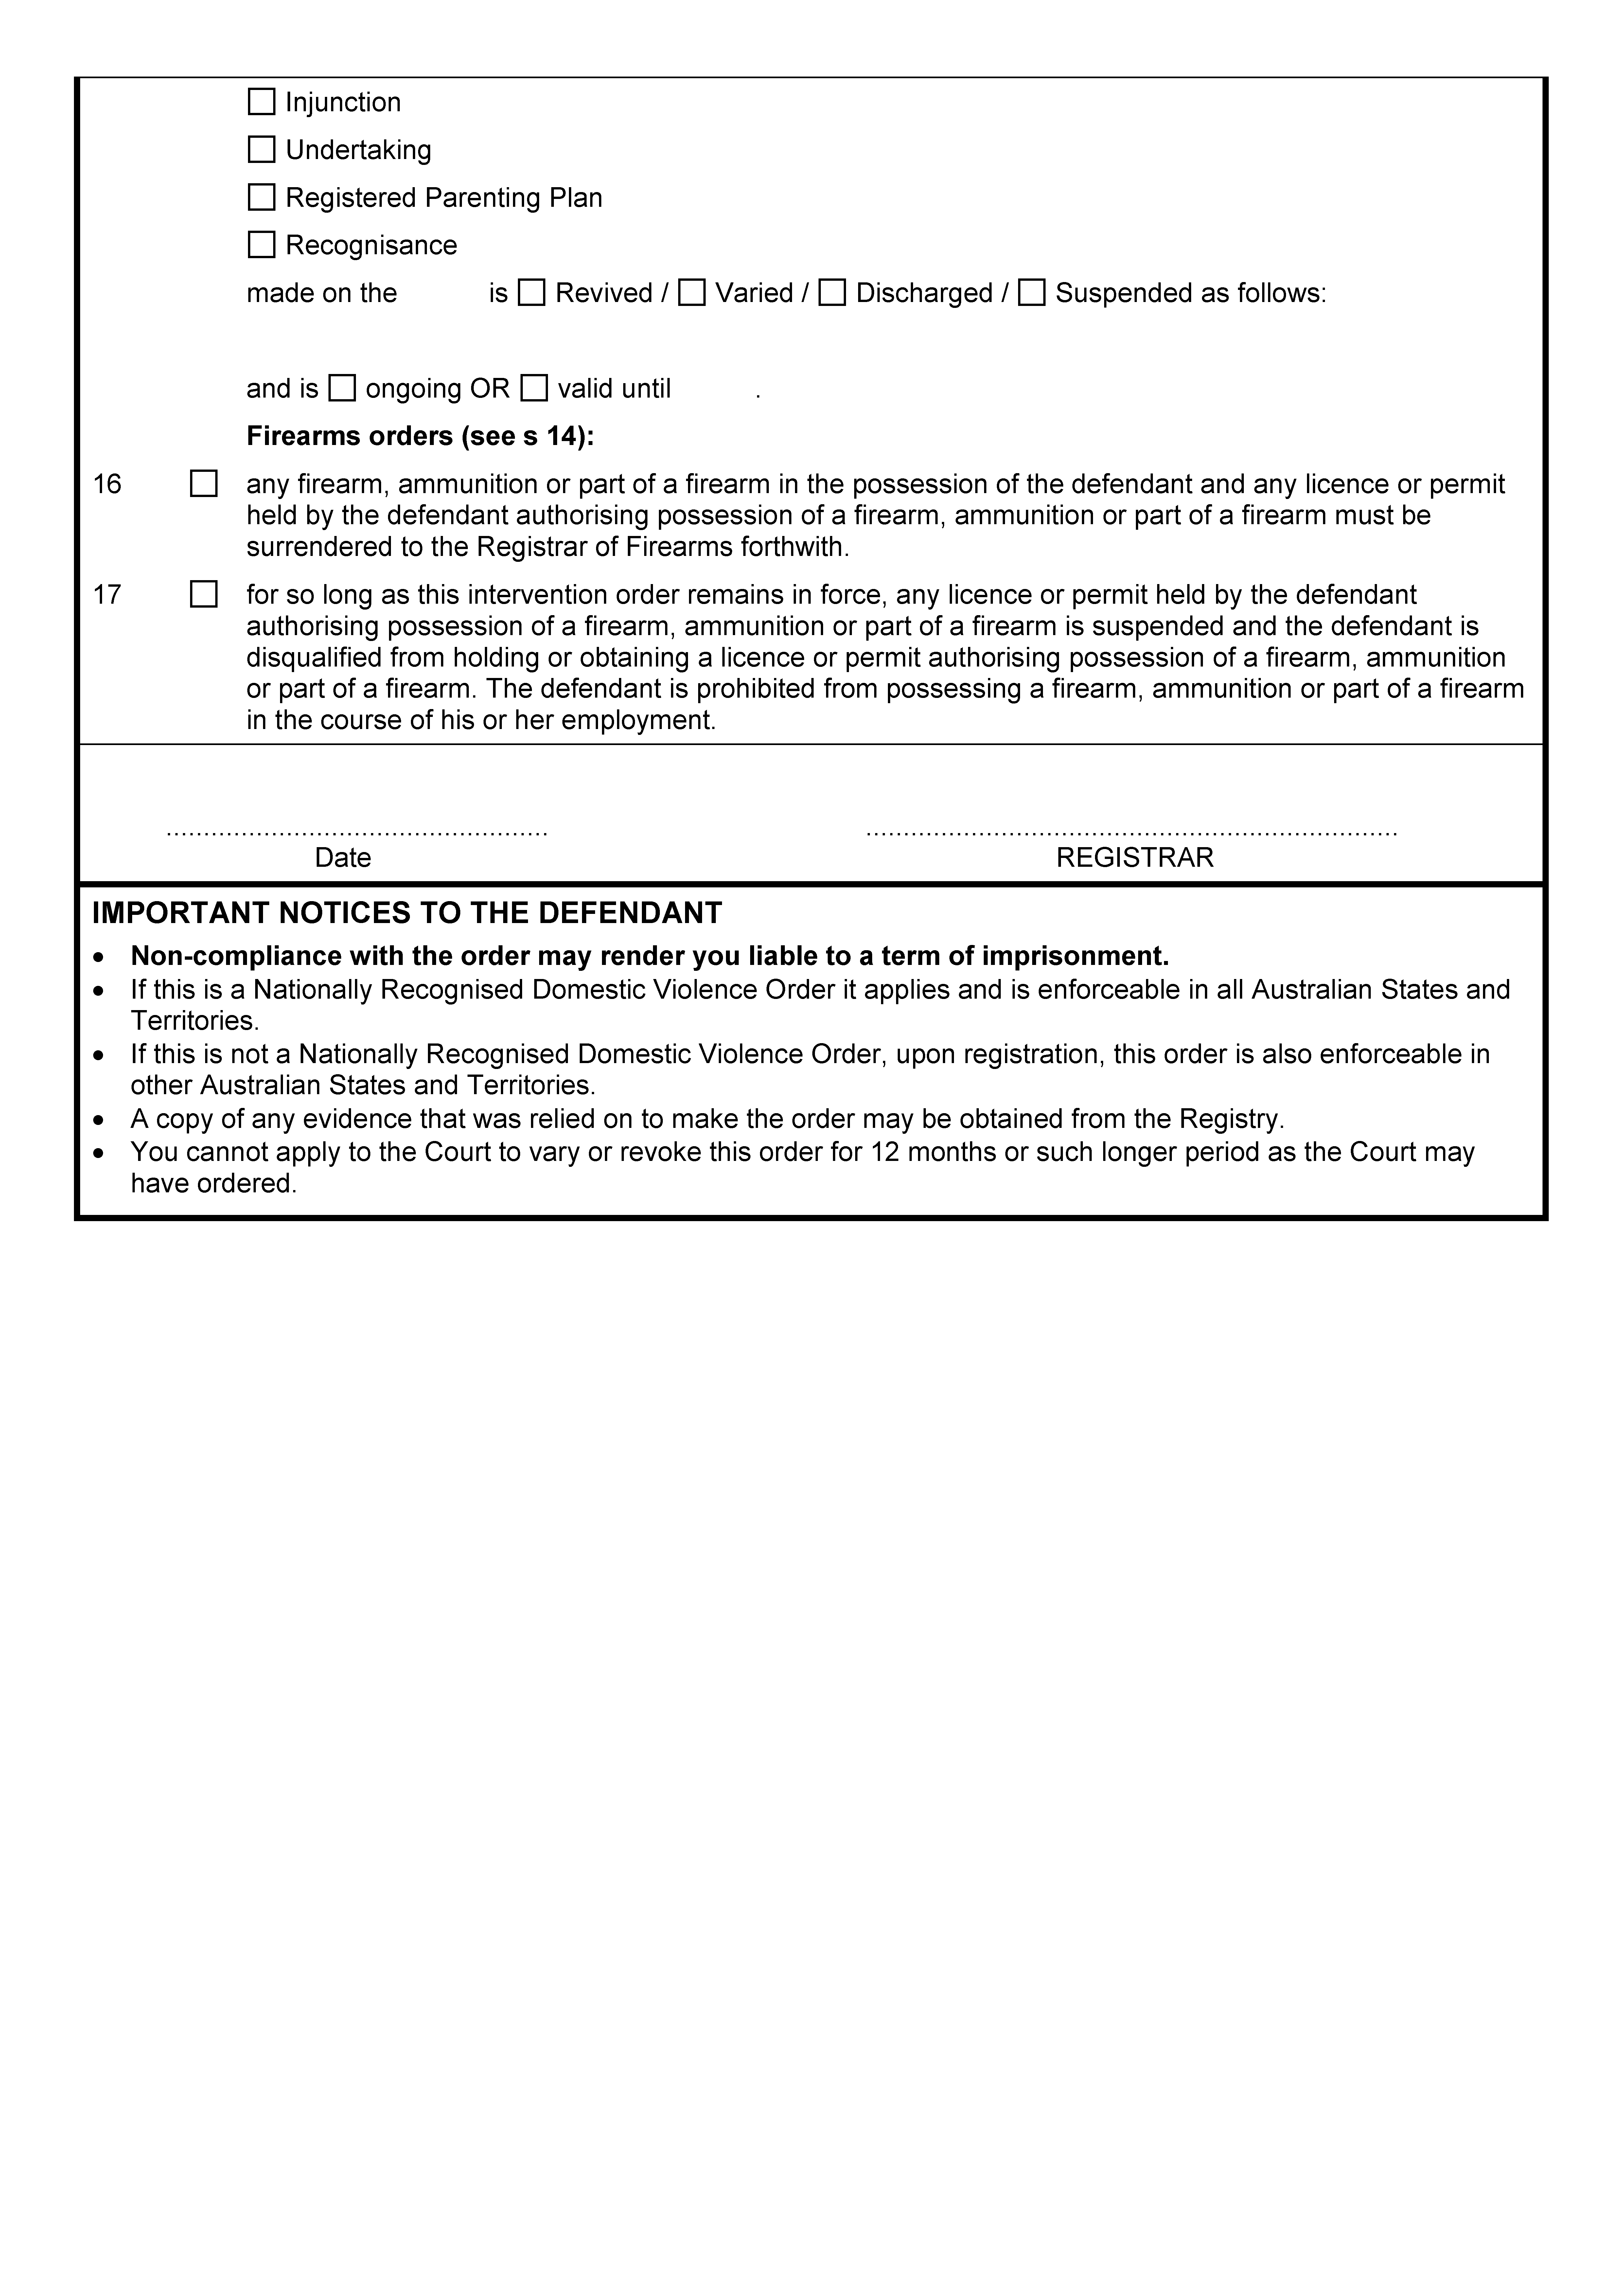 ☐ Injunction
☐ Undertaking
☐ Registered Parenting Plan
☐ Recognisance
made on the is ☐ Revived / ☐ Varied / ☐ Discharged / ☐ Suspended as follows:
and is ☐ ongoing OR ☐ valid until .
Firearms orders (see s 14):
16 ☐ any firearm, ammunition or part of a firearm in the possession of the defendant and any licence or permit
held by the defendant authorising possession of a firearm, ammunition or part of a firearm must be
surrendered to the Registrar of Firearms forthwith.
17 ☐ for so long as this intervention order remains in force, any licence or permit held by the defendant
authorising possession of a firearm, ammunition or part of a firearm is suspended and the defendant is
disqualified from holding or obtaining a licence or permit authorising possession of a firearm, ammunition
or part of a firearm. The defendant is prohibited from possessing a firearm, ammunition or part of a firearm
in the course of his or her employment.
Date REGISTRAR
IMPORTANT NOTICES TO THE DEFENDANT
• Non-compliance with the order may render you liable to a term of imprisonment.
• If this is a Nationally Recognised Domestic Violence Order it applies and is enforceable in all Australian States and
Territories.
• If this is not a Nationally Recognised Domestic Violence Order, upon registration, this order is also enforceable in
other Australian States and Territories.
• A copy of any evidence that was relied on to make the order may be obtained from the Registry.
• You cannot apply to the Court to vary or revoke this order for 12 months or such longer period as the Court may
have ordered.